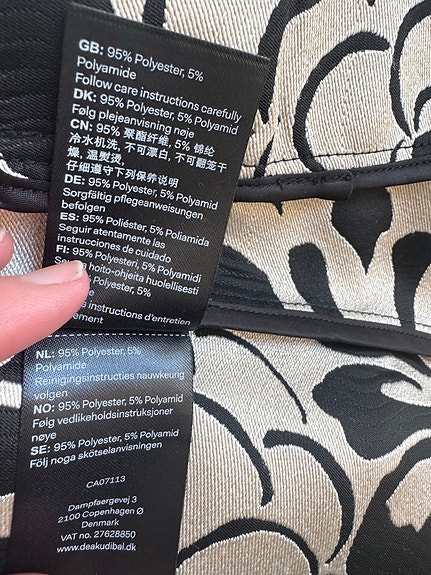 GB: 95% Polyester, 5%
Polyamide
Follow care instructions carefully
DK: 95% Polyester, 5% Polyamid
Følg plejeanvisning nøje
CN: 95% 聚酯纤维, 5% 锦纶
冷水机洗, 不可漂白, 不可翻笼干
燥, 温熨烫,
仔细遵守下列保养说明
DE: 95% Polyester, 5% Polyamid
Sorgfältig pflegeanweisungen
befolgen
ES: 95% Poliéster, 5% Poliamida
Seguir atentamente las
instrucciones de cuidado
FI: 95% Polyesteri, 5% Polyamidi
hoito-ohjeita huolellisesti
Polyester, 5%
instructions d'entretien
NL: 95% Polyester, 5%
Polyamide
Reinigingsinstructies nauwkeurig
volgen
NO: 95% Polyester, 5% Polyamid
Følg vedlikeholdsinstruksjoner
nøye
SE: 95% Polyester, 5% Polyamid
Följ noga skötselanvisningen
CA07113
Dampfaergevej 3
2100 Copenhagen Ø
Denmark
VAT no. 27628850
www.deakudibal.dk